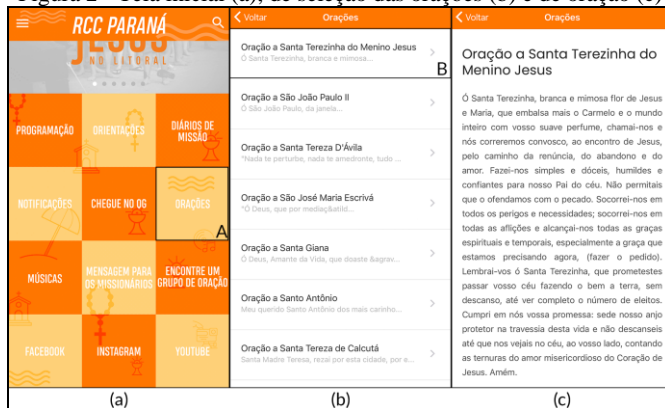 Figura 2 – Tela inicial (a), de seleção das orações (b) e de oração (c)
RCC PARANÁ
JESUS
NO LITORAL
PROGRAMAÇÃO
ORIENTAÇÕES
DIÁRIOS DE
MISSÃO
NOTIFICAÇÕES
CHEGUE NO OG
ORAÇÕES
A
MÚSICAS
MENSAGEM PARA
OS MISSIONÁRIOS
ENCONTRE UM
GRUPO DE ORAÇÃO
FACEBOOK
INSTAGRAM
YOUTUBE
(a)
Voltar
Orações
Oração a Santa Terezinha do Menino Jesus
Ó Santa Terezinha, branca e mimosa...
B
Oração a São João Paulo II
Ó São João Paulo, da janela...
Oração a Santa Tereza D'Ávila
"Nada te perturbe, nada te amedronte, tudo ...
Oração a São José Maria Escrivá
"Ó Deus, que por mediaç&atild...
Oração a Santa Giana
Ó Deus, Amante da Vida, que doaste &agrav...
Oração a Santo Antônio
Meu querido Santo Antônio dos mais carinho...
Oração a Santa Tereza de Calcutá
Santa Madre Teresa, rezai por esta cidade, por e...
(b)
Voltar
Orações
Oração a Santa Terezinha do
Menino Jesus
Ó Santa Terezinha, branca e mimosa flor de Jesus
e Maria, que embalsa mais o Carmelo e o mundo
inteiro com vosso suave perfume, chamai-nos e
nós correremos convosco, ao encontro de Jesus,
pelo caminho da renúncia, do abandono e do
amor. Fazei-nos simples e dóceis, humildes e
confiantes para nosso Pai do céu. Não permitais
que o ofendamos com o pecado. Socorrei-nos em
todos os perigos e necessidades; socorrei-nos em
todas as aflições e alcançai-nos todas as graças
espirituais e temporais, especialmente a graça que
estamos precisando agora, (fazer o pedido).
Lembrai-vos ó Santa Terezinha, que prometestes
passar vosso céu fazendo o bem a terra, sem
descanso, até ver completo o número de eleitos.
Cumprí em nós vossa promessa: sede nosso anjo
protetor na travessia desta vida e não descanseis
até que nos vejais no céu, ao vosso lado, contando
as ternuras do amor misericordioso do Coração de
Jesus. Amém.
(c)